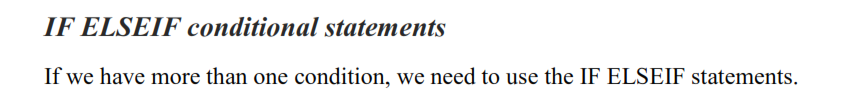 IF ELSEIF conditional statements
If we have more than one condition, we need to use the IF ELSEIF statements.